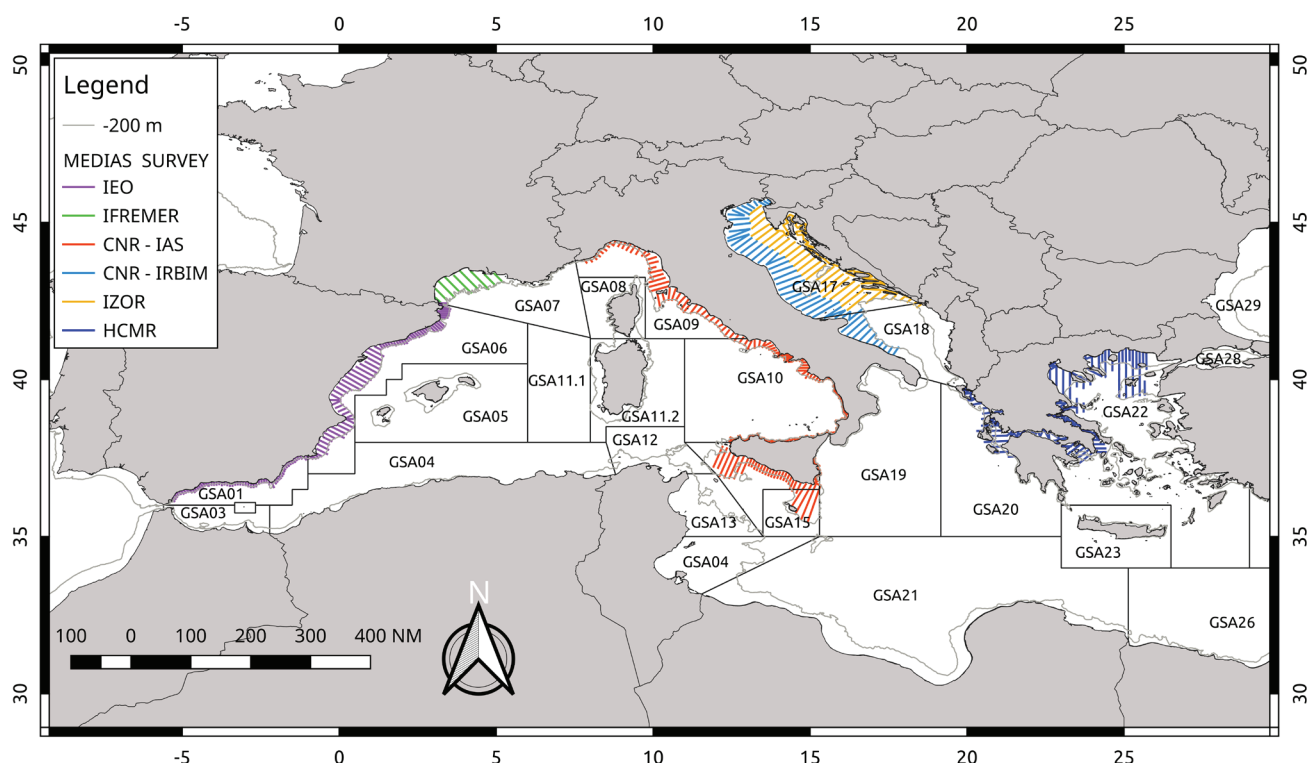 -5 0 5 10 15 20 25
50 50
Legend
-200 m
MEDIAS SURVEY
IEO
IFREMER
CNR - IAS
CNR - IRBIM
IZOR
HCMR
45 45
GSA17
GSA08
GSA07
GSA29
GSA09
GSA18
GSA06
GSA28
40 40
GSA11.1
GSA10
GSA05
GSA11.2
GSA22
GSA12
GSA04
GSA19
GSA01
GSA03
GSA13
GSA15
GSA20
35 35
GSA23
GSA04
GSA21
N
GSA26
100 0 100 200 300 400 NM
30 30
-5 0 5 10 15 20 25